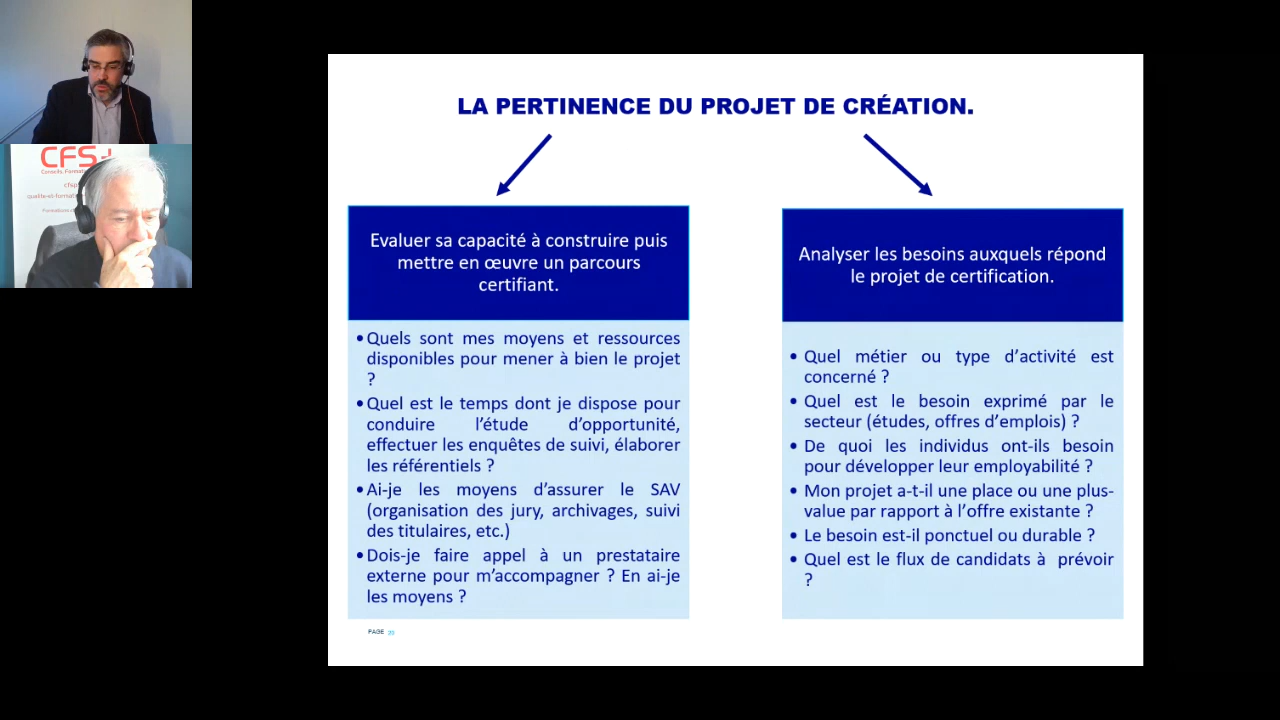 CFS+
Conseils, Forma
cfsp
qualite-et-forma
LA PERTINENCE DU PROJET DE CRÉATION.
Evaluer sa capacité à construire puis
mettre en œuvre un parcours
certifiant.
•Quels sont mes moyens et ressources
disponibles pour mener à bien le projet
?
•Quel est le temps dont je dispose pour
conduire l’étude d’opportunité,
effectuer les enquêtes de suivi, élaborer
les référentiels ?
•Ai-je les moyens d’assurer le SAV
(organisation des jury, archivages, suivi
des titulaires, etc.)
•Dois-je faire appel à un prestataire
externe pour m’accompagner ? En ai-je
les moyens ?
Analyser les besoins auxquels répond
le projet de certification.
• Quel métier ou type d’activité est
concerné ?
• Quel est le besoin exprimé par le
secteur (études, offres d’emplois) ?
• De quoi les individus ont-ils besoin
pour développer leur employabilité ?
• Mon projet a-t-il une place ou une plus-
value par rapport à l’offre existante ?
• Le besoin est-il ponctuel ou durable ?
• Quel est le flux de candidats à prévoir
?
PAGE 20